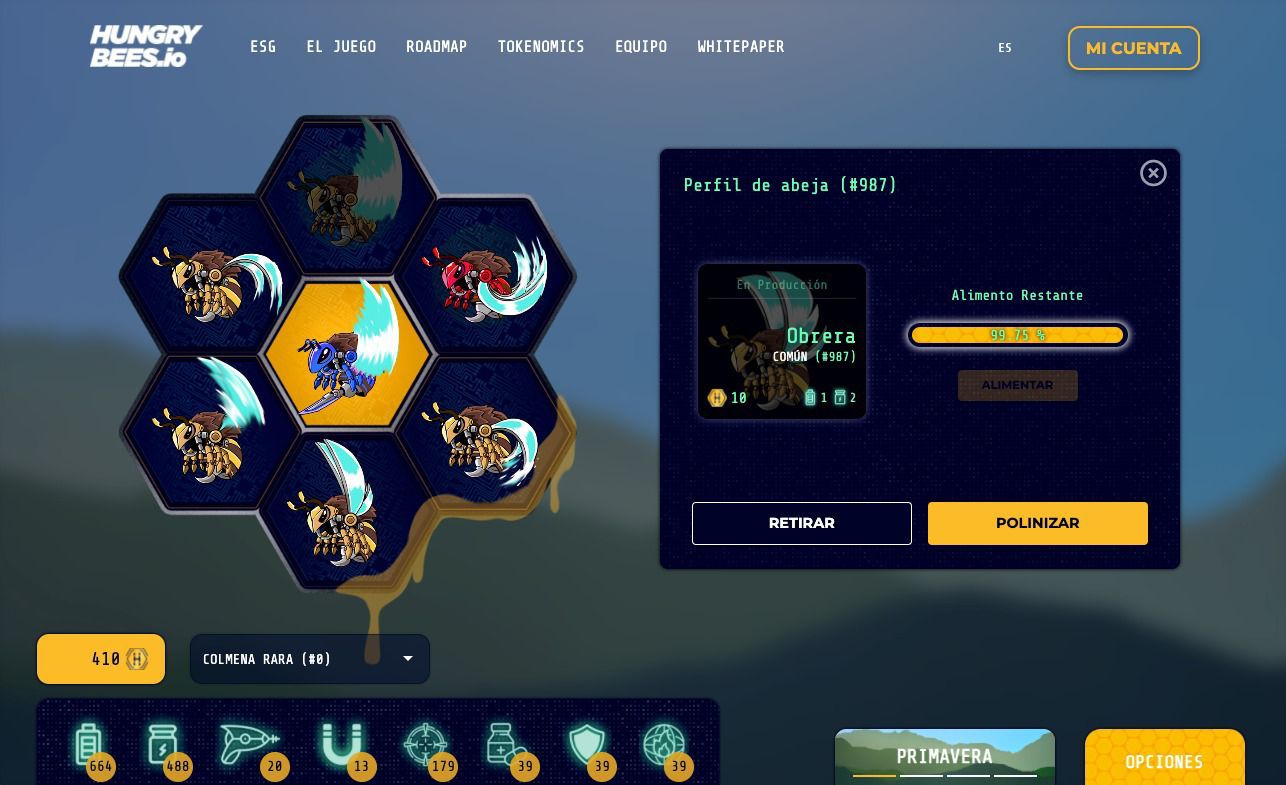 HUNGRY
BEES.io
ESG EL JUEGO ROADMAP TOKENOMICS EQUIPO WHITEPAPER ES MI CUENTA
Perfil de abeja (#987)
En Producción
Obrera
COMÚN (#987)
10 1 2
Alimento Restante
99.75 %
ALIMENTAR
RETIRAR POLINIZAR
410 H COLMENA RARA (#0)
664 488 20 13 179 39 39 39
PRIMAVERA
OPCIONES